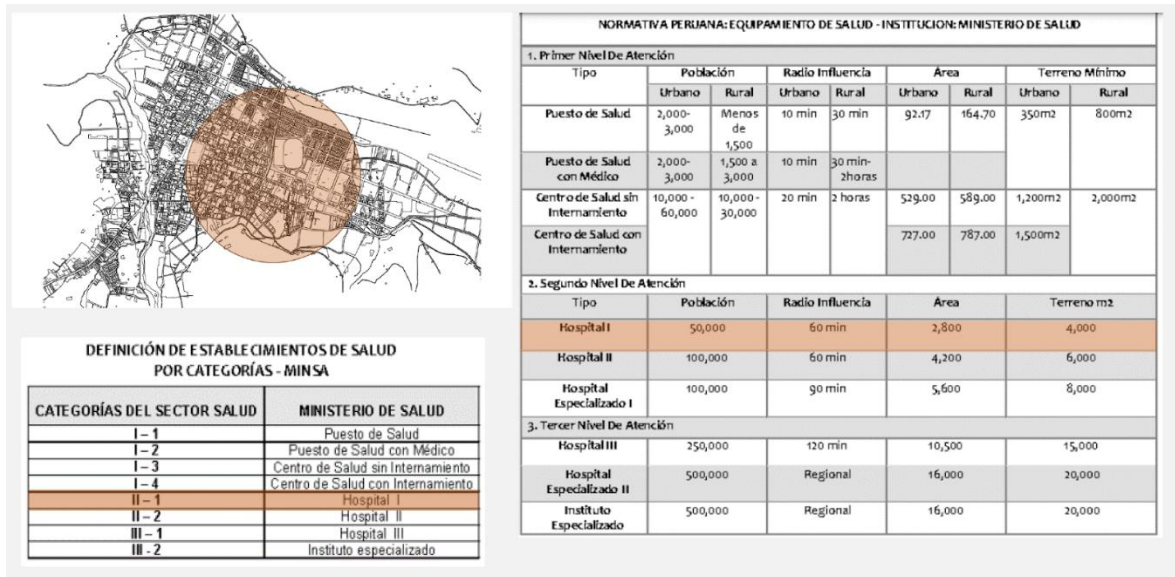 NORMATIVA PERUANA: EQUIPAMIENTO DE SALUD - INSTITUCION: MINISTERIO DE SALUD
1. Primer Nivel De Atención
Tipo Población Radio Influencia Área Terreno Mínimo
Urbano Rural Urbano Rural Urbano Rural Urbano Rural
Puesto de Salud 2,000- Menos 10 min 30 min 92.17 164.70 350m2 800m2
3,000 de
1,500
Puesto de Salud 2,000- 1,500 a 10 min 30 min-
con Médico 3,000 3,000 2horas
Centro de Salud sin 10,000 - 10,000 - 20 min 2 horas 529.00 589.00 1,200m2 2,000m2
Internamiento 60,000 30,000
Centro de Salud con 727.00 787.00 1,500m2
Internamiento
2. Segundo Nivel De Atención
Tipo Población Radio Influencia Área Terreno m2
Hospital I 50,000 60 min 2,800 4,000
Hospital II 100,000 60 min 4,200 6,000
Hospital 100,000 90 min 5,600 8,000
Especializado I
3. Tercer Nivel De Atención
Hospital III 250,000 120 min 10,500 15,000
Hospital 500,000 Regional 16,000 20,000
Especializado II
Instituto 500,000 Regional 16,000 20,000
Especializado
DEFINICIÓN DE ESTABLECIMIENTOS DE SALUD
POR CATEGORÍAS - MINSA
CATEGORÍAS DEL SECTOR SALUD MINISTERIO DE SALUD
I – 1 Puesto de Salud
I – 2 Puesto de Salud con Médico
I – 3 Centro de Salud sin Internamiento
I – 4 Centro de Salud con Internamiento
II – 1 Hospital I
II – 2 Hospital II
III – 1 Hospital III
III - 2 Instituto especializado